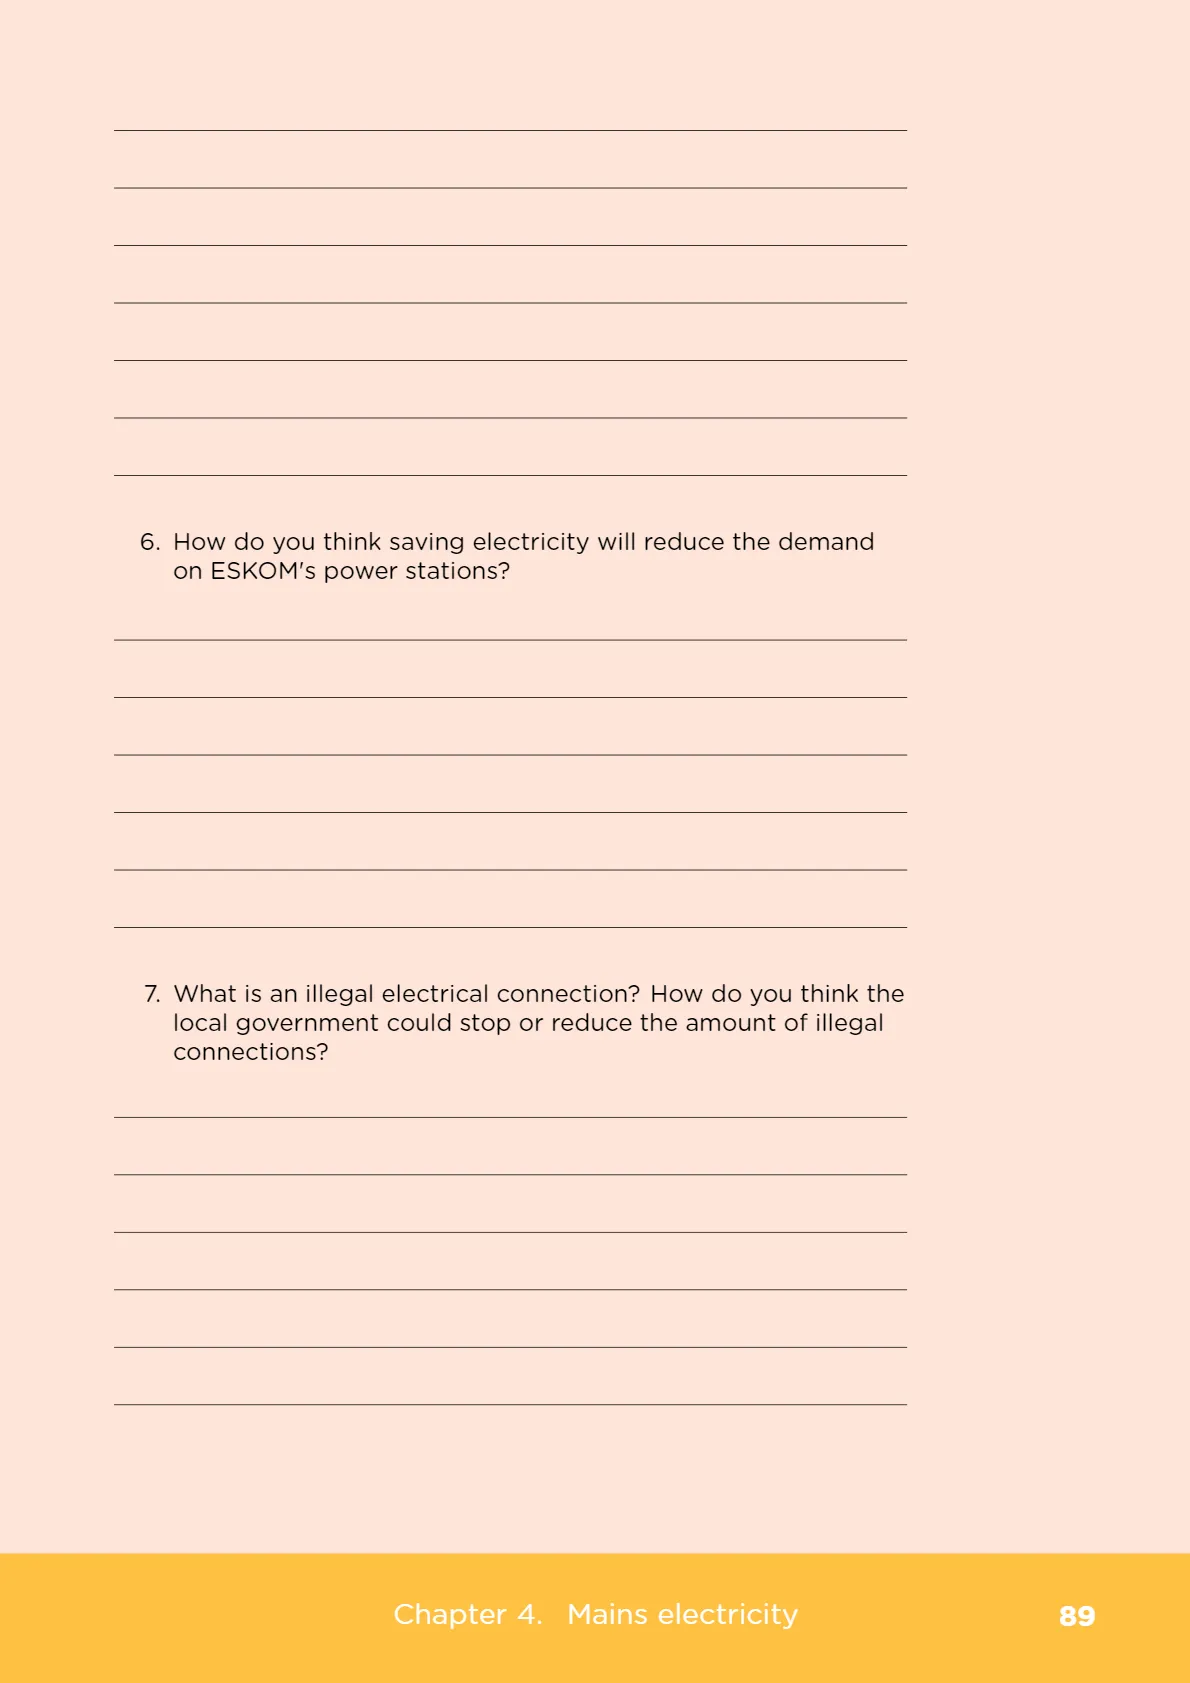 6. How do you think saving electricity will reduce the demand
on ESKOM's power stations?
7. What is an illegal electrical connection? How do you think the
local government could stop or reduce the amount of illegal
connections?
Chapter 4. Mains electricity 89